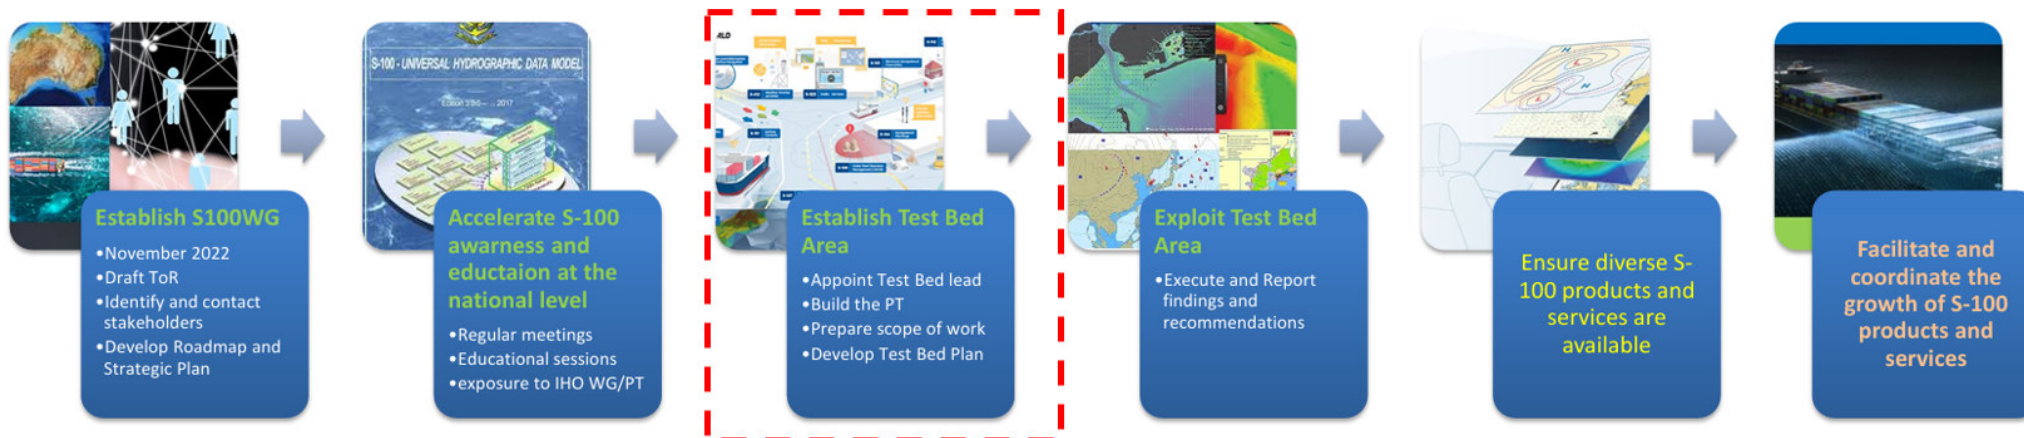 Establish S100WG
•November 2022
•Draft ToR
•Identify and contact
stakeholders
•Develop Roadmap and
Strategic Plan
S-100 - UNIVERSAL HYDROGRAPHIC DATA MODEL
Accelerate S-100
awarness and
eductaion at the
national level
•Regular meetings
•Educational sessions
•exposure to IHO WG/PT
Establish Test Bed
Area
•Appoint Test Bed lead
•Build the PT
•Prepare scope of work
•Develop Test Bed Plan
Exploit Test Bed
Area
•Execute and Report
findings and
recommendations
Ensure diverse S-
100 products and
services are
available
Facilitate and
coordinate the
growth of S-100
products and
services